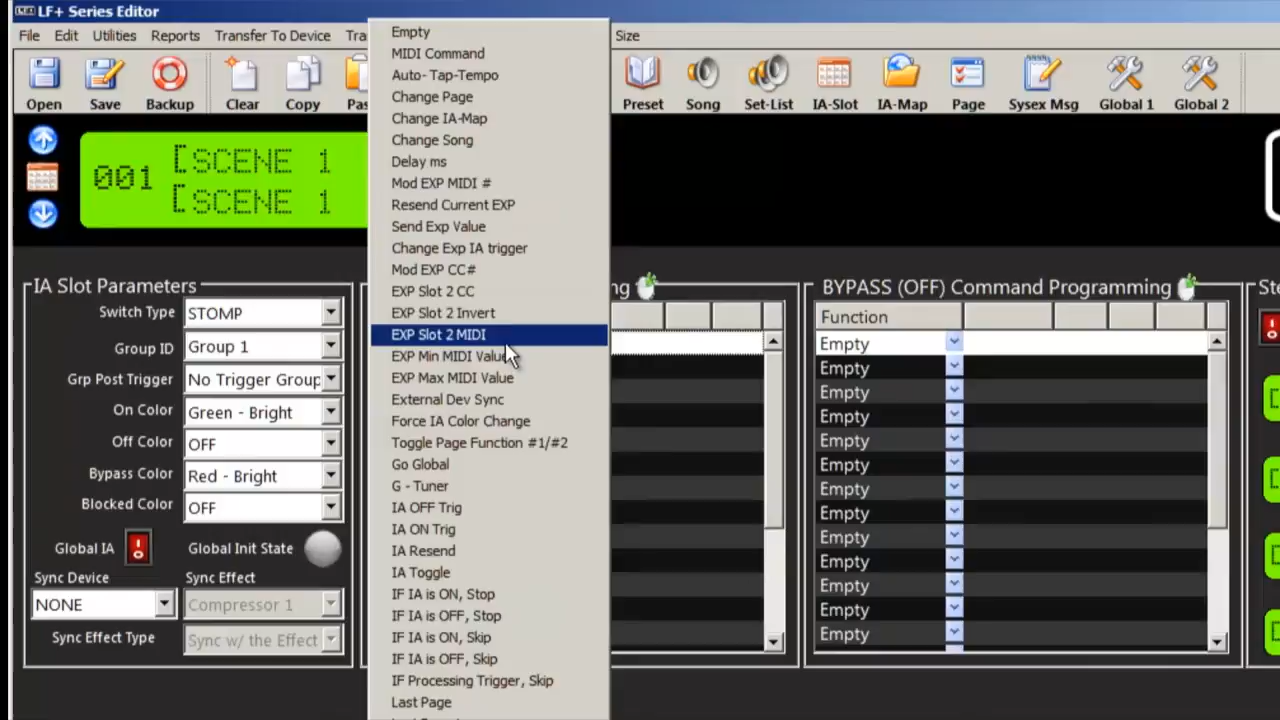 LF+ Series Editor
File Edit Utilities Reports Transfer To Device Tra Size
Open Save Backup Clear Copy Pas Preset Song Set-List IA-Slot IA-Map Page Sysex Msg Global 1 Global 2
001 [SCENE 1
[SCENE 1
IA Slot Parameters
Switch Type STOMP
Group ID Group 1
Grp Post Trigger No Trigger Group
On Color Green - Bright
Off Color OFF
Bypass Color Red - Bright
Blocked Color OFF
Global IA Global Init State
Sync Device Sync Effect
NONE Compressor 1
Sync Effect Type Sync w/ the Effect
Empty
MIDI Command
Auto- Tap-Tempo
Change Page
Change IA-Map
Change Song
Delay ms
Mod EXP MIDI #
Resend Current EXP
Send Exp Value
Change Exp IA trigger
Mod EXP CC#
EXP Slot 2 CC
EXP Slot 2 Invert
EXP Slot 2 MIDI
EXP Min MIDI Value
EXP Max MIDI Value
External Dev Sync
Force IA Color Change
Toggle Page Function #1/#2
Go Global
G - Tuner
IA OFF Trig
IA ON Trig
IA Resend
IA Toggle
IF IA is ON, Stop
IF IA is OFF, Stop
IF IA is ON, Skip
IF IA is OFF, Skip
IF Processing Trigger, Skip
Last Page
ng
BYPASS (OFF) Command Programming
Function
Empty
Empty
Empty
Empty
Empty
Empty
Empty
Empty
Empty
Empty
Empty
Empty
Empty
Ste